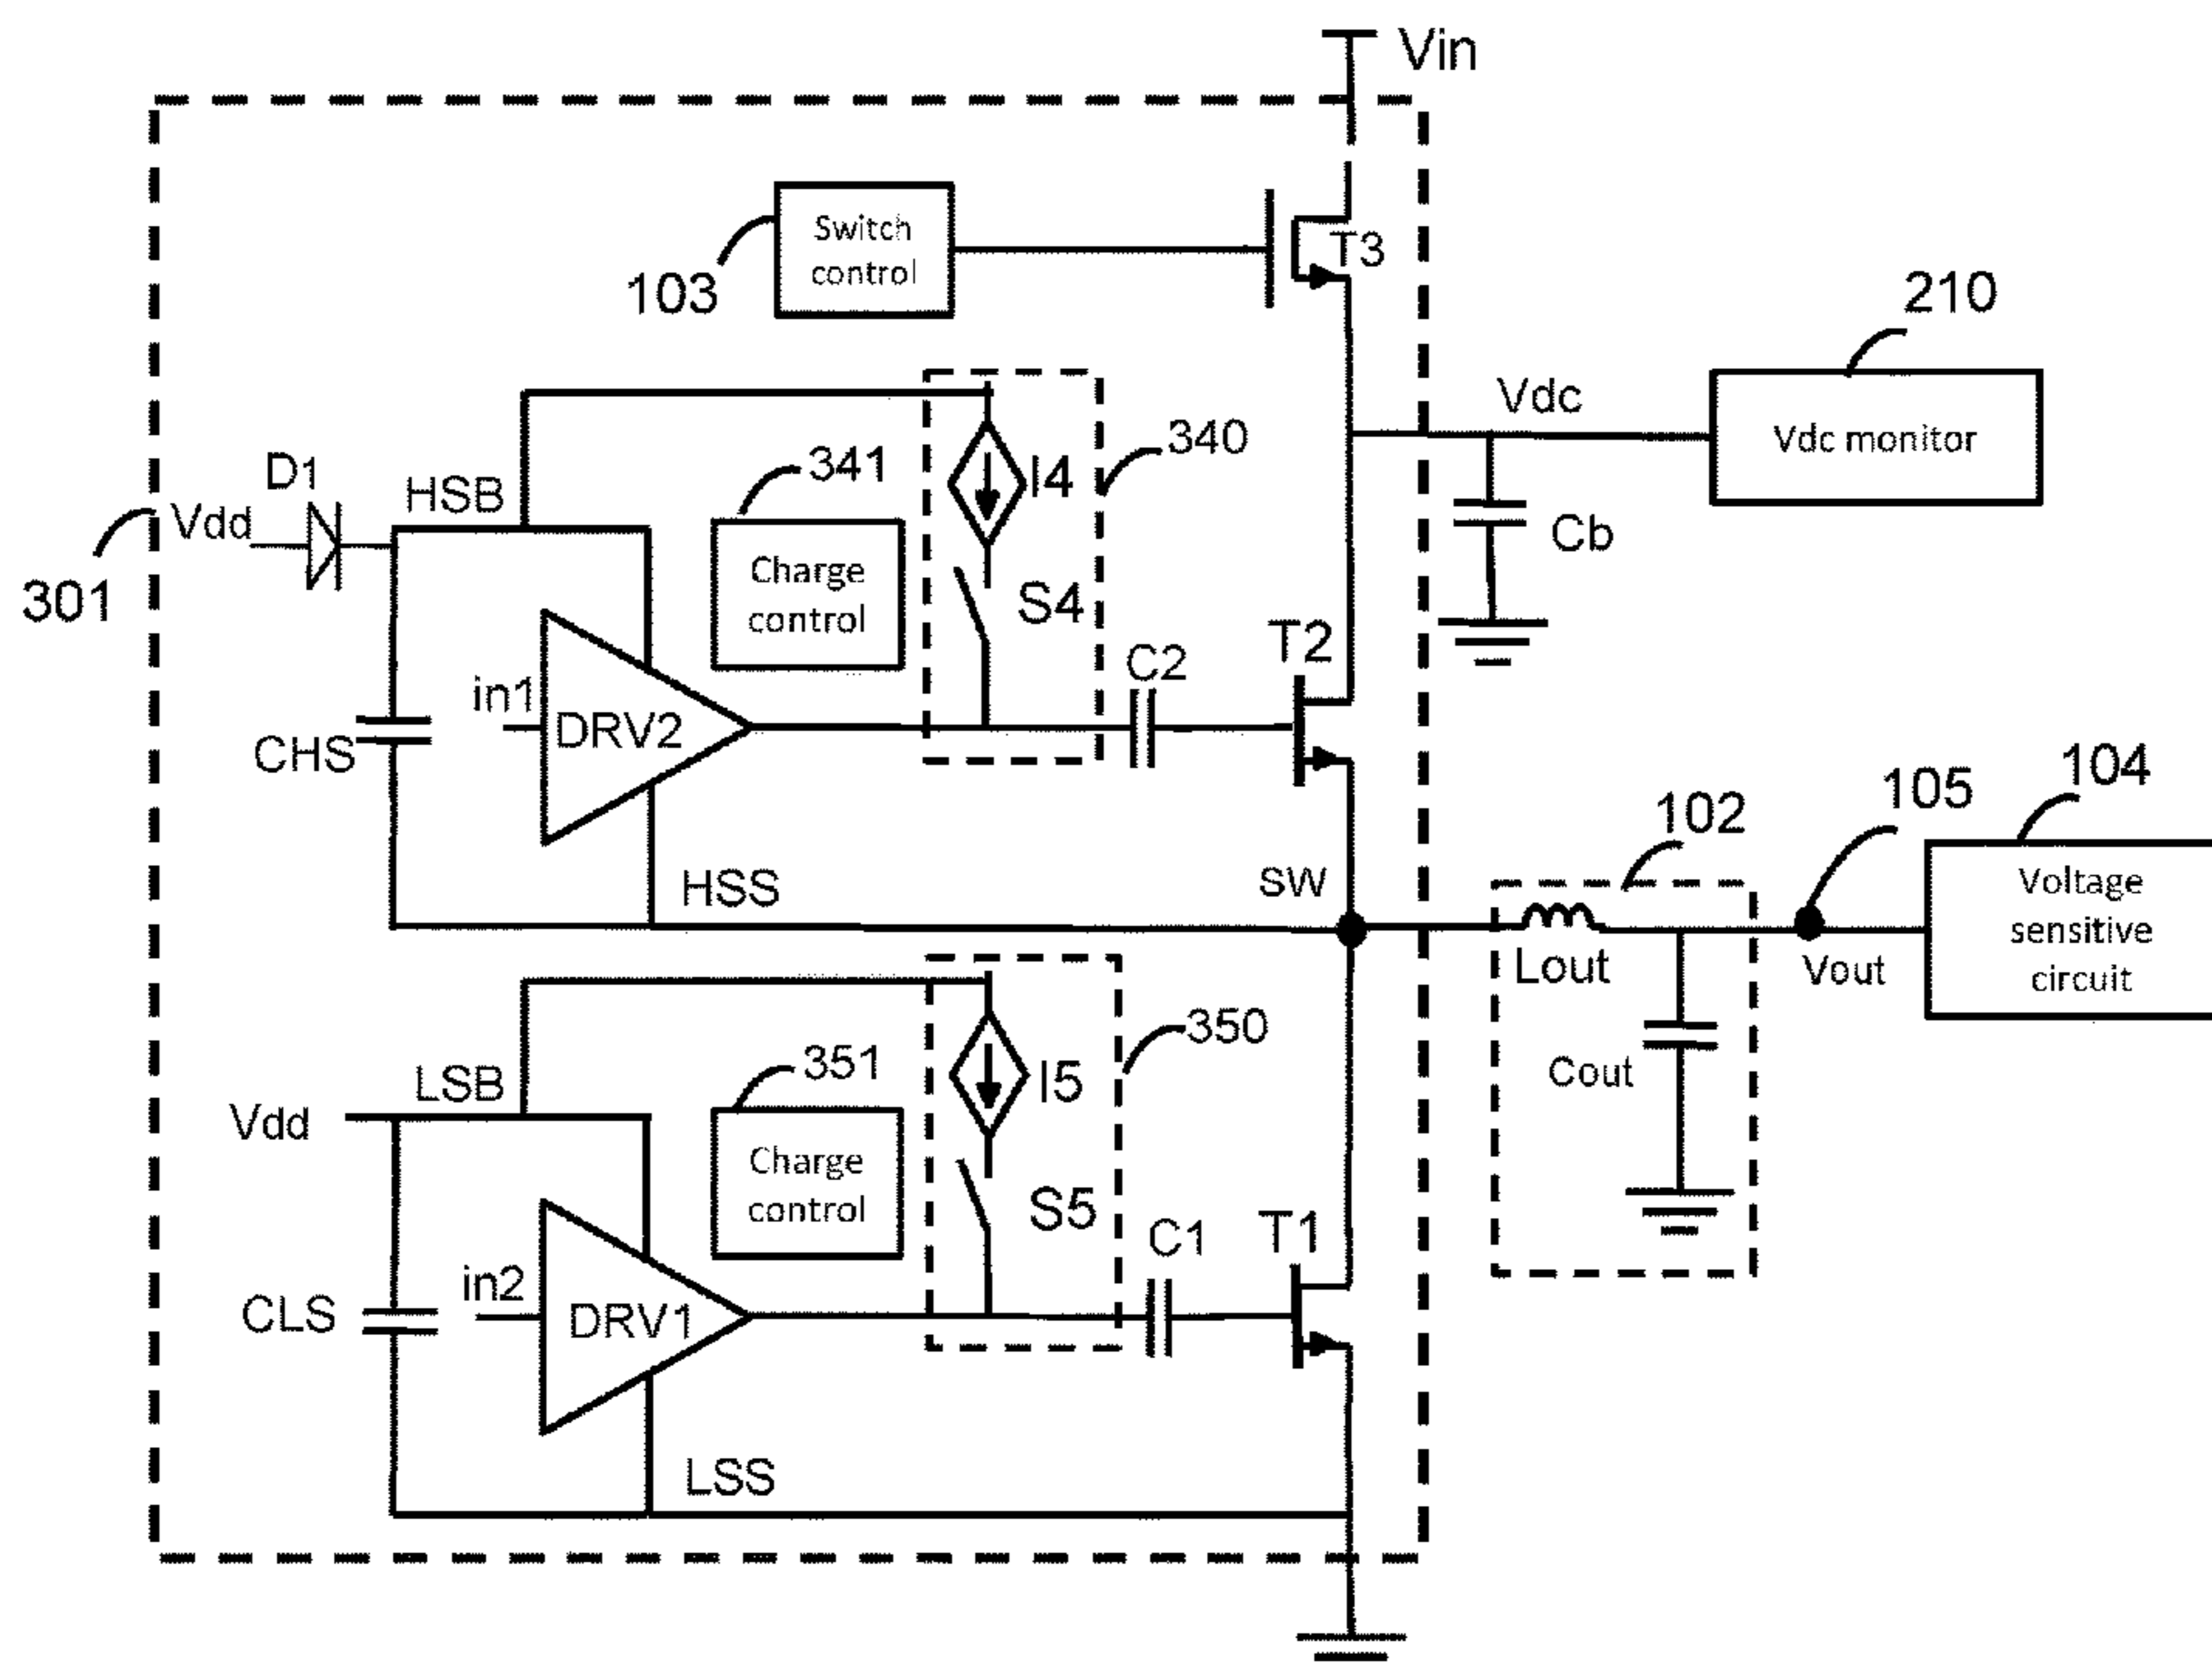 Vin
Switch
control
T3
103
210
Vdc
Vdc monitor
340
341
I4
D1
HSB
Vdd
Charge
control
Cb
301
S4
T2
C2
in1
DRV2
CHS
104
105
102
HSS
SW
Voltage
sensitive
circuit
Lout
Vout
350
351
I5
LSB
Cout
Vdd
Charge
control
S5
T1
C1
in2
CLS
DRV1
LSS